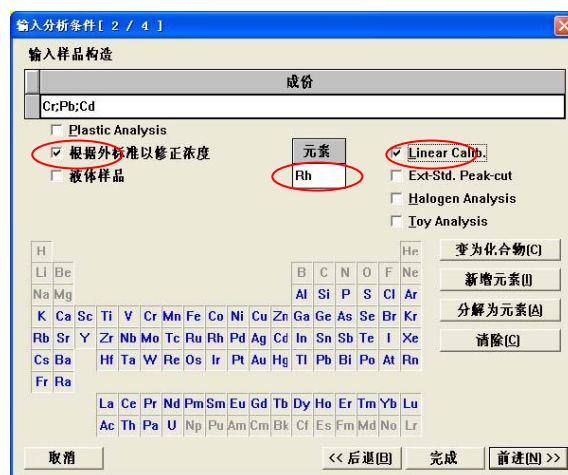 输入分析条件[ 2 / 4 ]
输入样品构造
成份
Cr;Pb;Cd
Plastic Analysis
根据外标准以修正浓度
元素
Linear Calib.
液体样品
Rh
Ext-Std. Peak-cut
Halogen Analysis
Toy Analysis
H He
变为化合物(C)
Li Be B C N O F Ne
新增元素(I)
Na Mg Al Si P S Cl Ar
K Ca Sc Ti V Cr Mn Fe Co Ni Cu Zn Ga Ge As Se Br Kr
分解为元素(A)
Rb Sr Y Zr Nb Mo Tc Ru Rh Pd Ag Cd In Sn Sb Te I Xe
清除(C)
Cs Ba Hf Ta W Re Os Ir Pt Au Hg Tl Pb Bi Po At Rn
Fr Ra
La Ce Pr Nd Pm Sm Eu Gd Tb Dy Ho Er Tm Yb Lu
Ac Th Pa U Np Pu Am Cm Bk Cf Es Fm Md No Lr
取消 << 后退(B) 完成 前进(N) >>